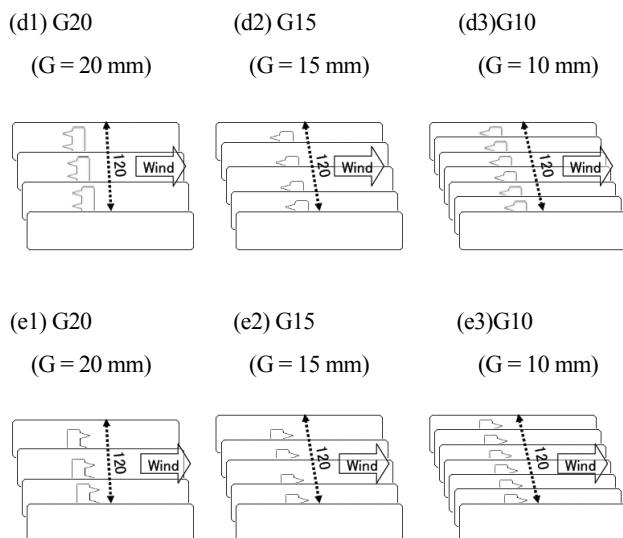 (d1) G20 (d2) G15 (d3)G10
(G = 20 mm) (G = 15 mm) (G = 10 mm)
120 Wind 120 Wind 120 Wind
(e1) G20 (e2) G15 (e3)G10
(G = 20 mm) (G = 15 mm) (G = 10 mm)
120 Wind 120 Wind 120 Wind